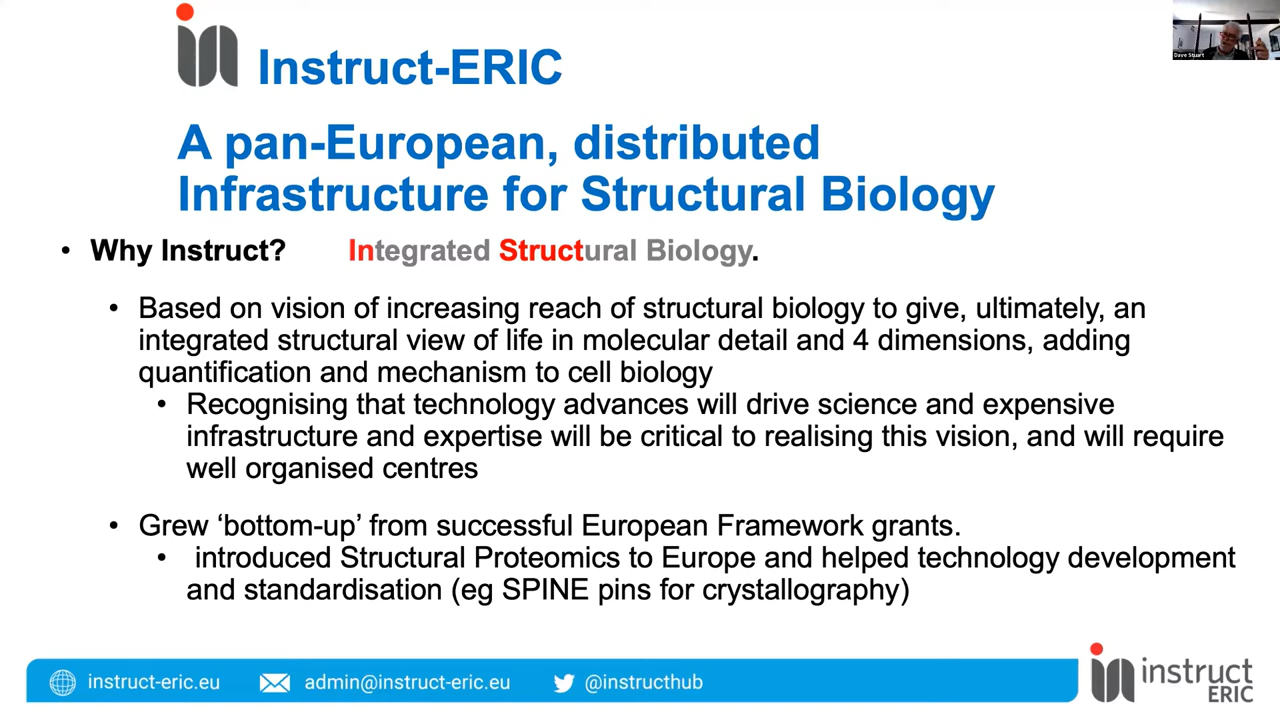 in Instruct-ERIC
A pan-European, distributed
Infrastructure for Structural Biology
• Why Instruct? Integrated Structural Biology.
• Based on vision of increasing reach of structural biology to give, ultimately, an
integrated structural view of life in molecular detail and 4 dimensions, adding
quantification and mechanism to cell biology
• Recognising that technology advances will drive science and expensive
infrastructure and expertise will be critical to realising this vision, and will require
well organised centres
• Grew ‘bottom-up’ from successful European Framework grants.
• introduced Structural Proteomics to Europe and helped technology development
and standardisation (eg SPINE pins for crystallography)
instruct-eric.eu admin@instruct-eric.eu @instructhub
in instruct
ERIC
Dave Stuart